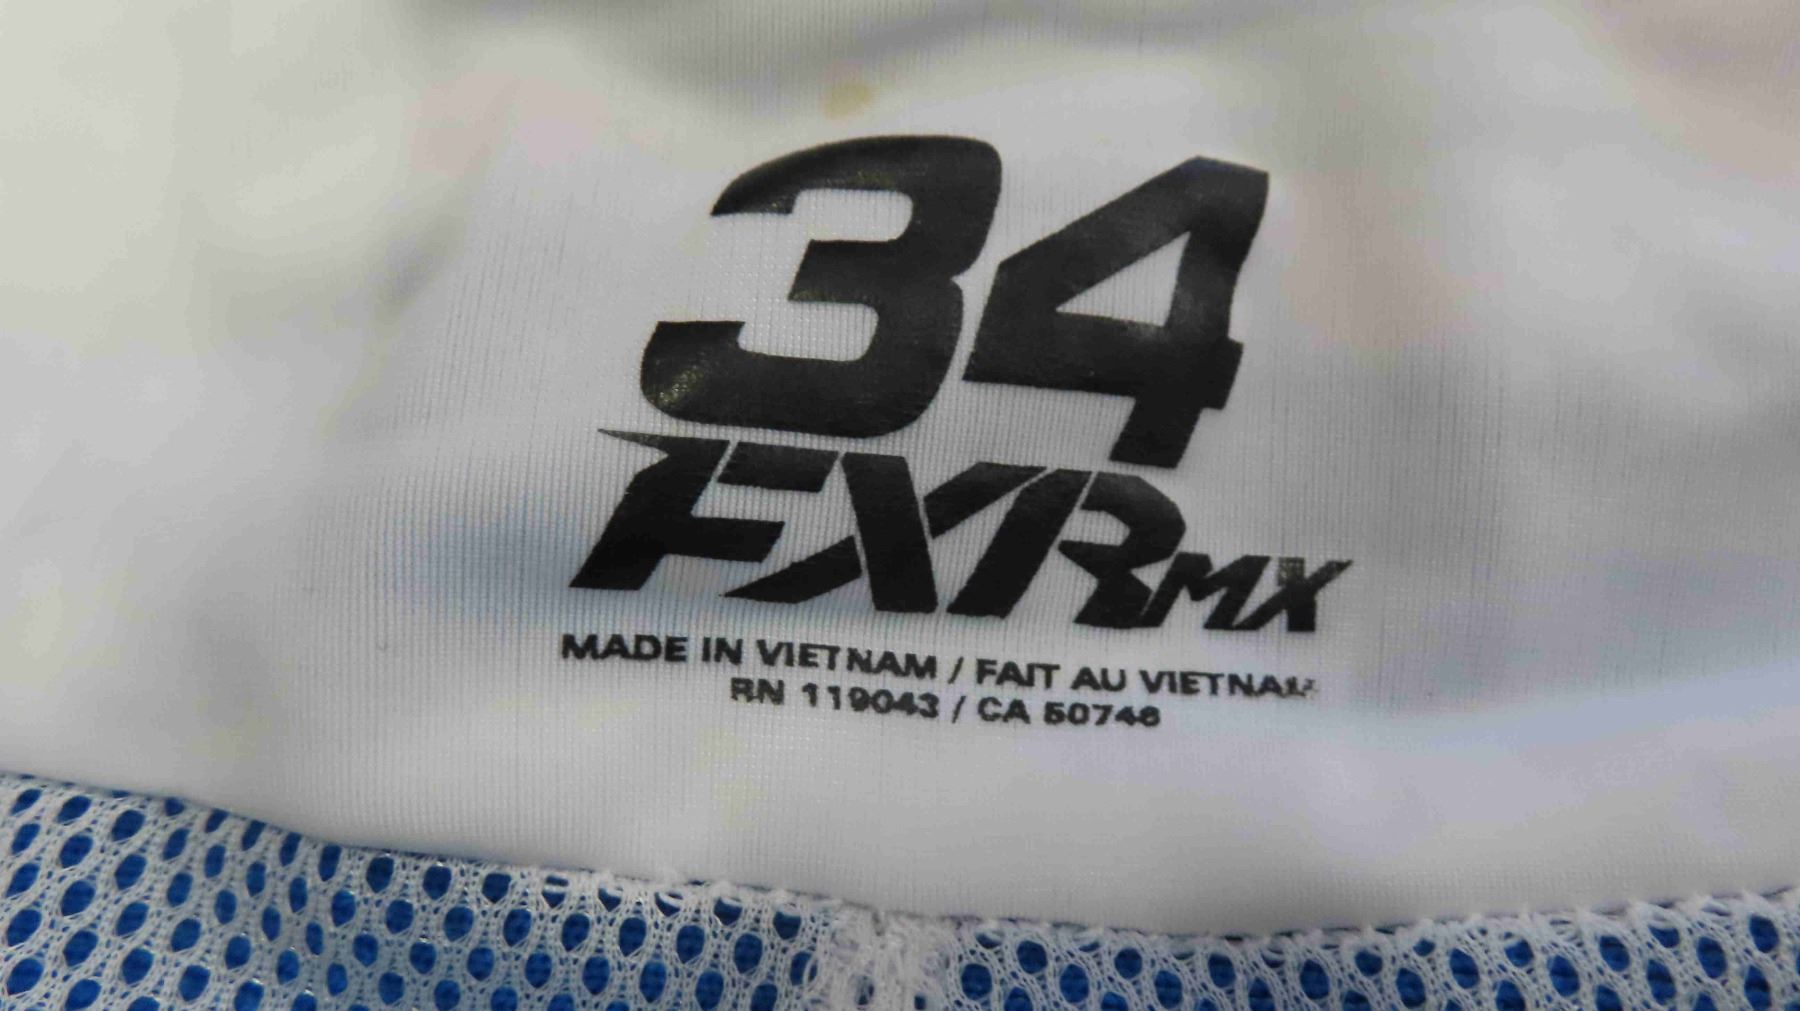 34
FXR MX
MADE IN VIETNAM / FAIT AU VIETNAM
RN 119043 / CA 50746